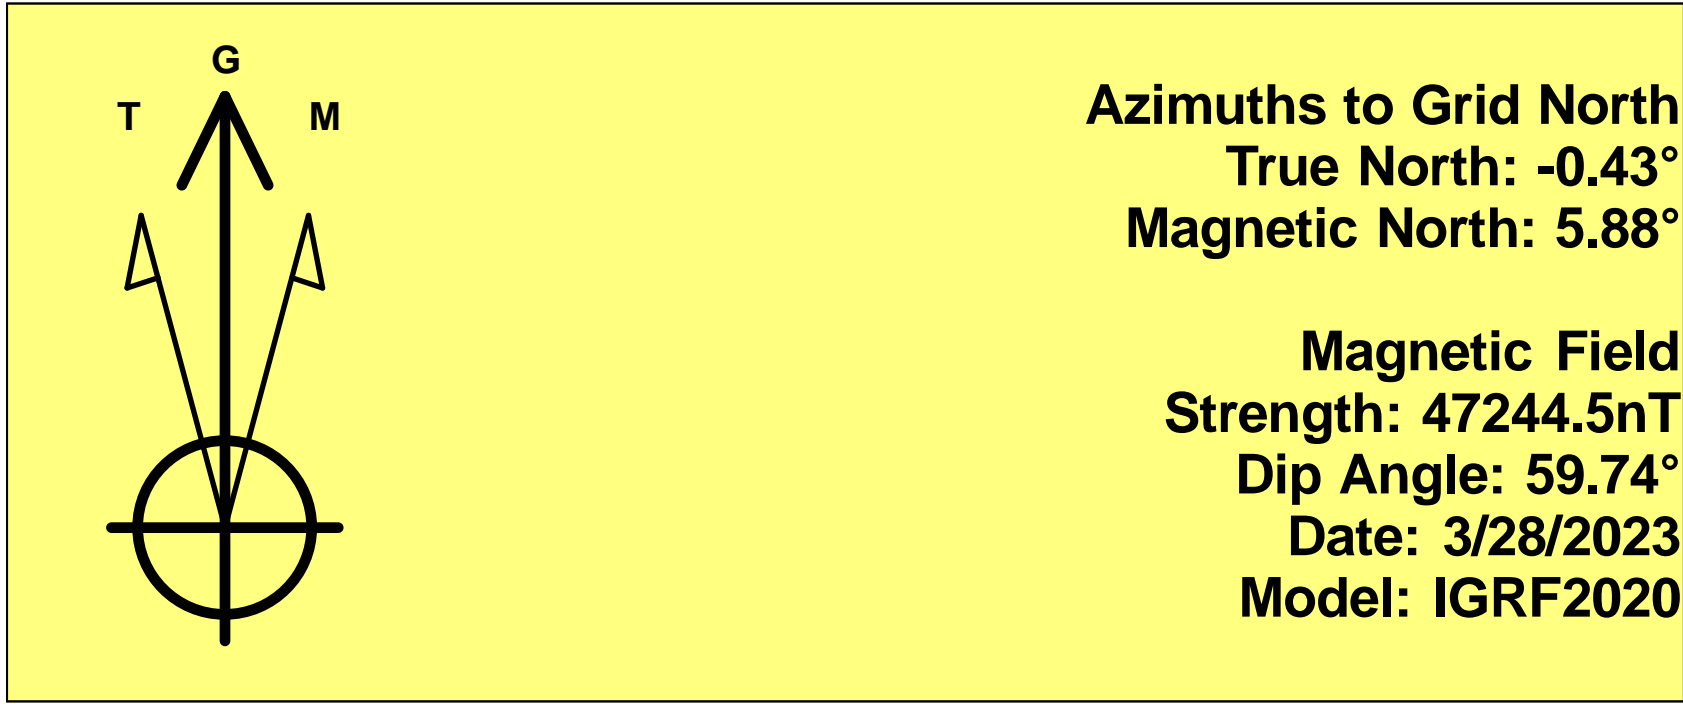 G
T M
Azimuths to Grid North
True North: -0.43°
Magnetic North: 5.88°
Magnetic Field
Strength: 47244.5nT
Dip Angle: 59.74°
Date: 3/28/2023
Model: IGRF2020